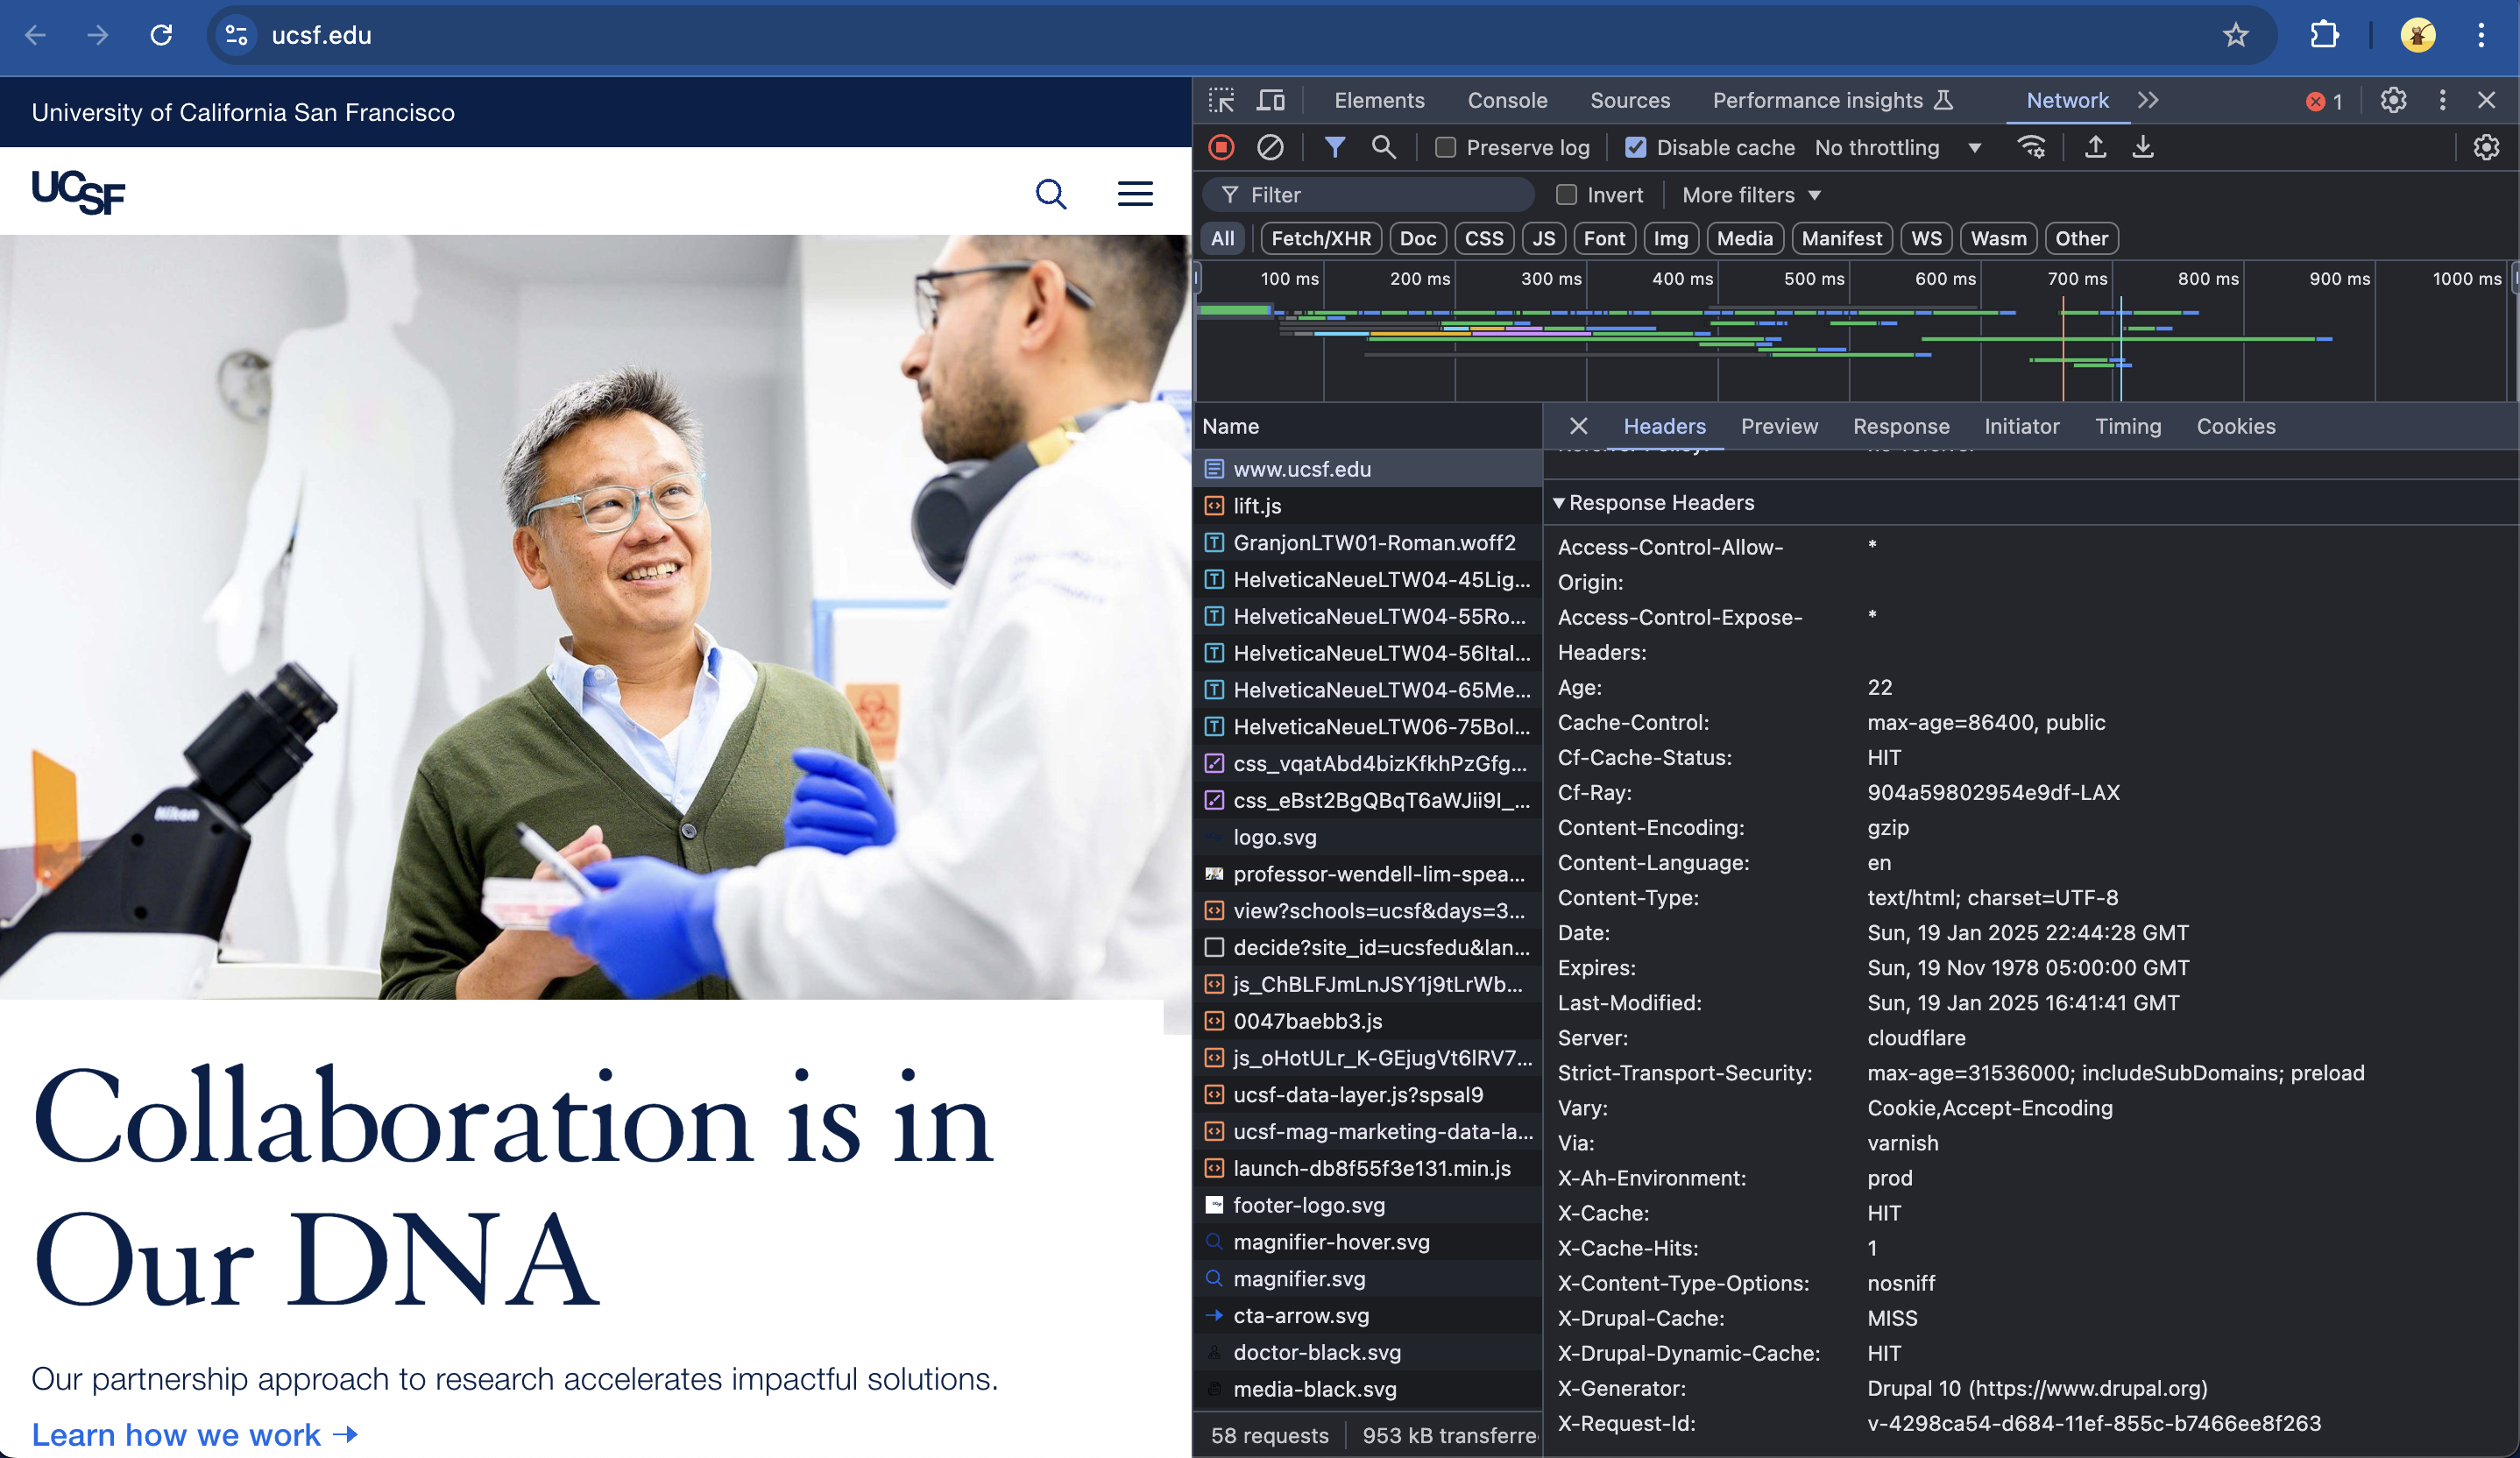 ucsf.edu
University of California San Francisco
UCSF
Nikon
Collaboration is in
Our DNA
Our partnership approach to research accelerates impactful solutions.
Learn how we work →
Elements Console Sources Performance insights Network 1
Preserve log Disable cache No throttling
Filter Invert More filters
All Fetch/XHR Doc CSS JS Font Img Media Manifest WS Wasm Other
100 ms 200 ms 300 ms 400 ms 500 ms 600 ms 700 ms 800 ms 900 ms 1000 ms
Name
www.ucsf.edu
lift.js
GranjonLTW01-Roman.woff2
HelveticaNeueLTW04-45Lig...
HelveticaNeueLTW04-55Ro...
HelveticaNeueLTW04-56Ital...
HelveticaNeueLTW04-65Me...
HelveticaNeueLTW06-75Bol...
css_vqatAbd4bizKfkhPzGfg...
css_eBst2BgQBqT6aWJii9I_...
logo.svg
professor-wendell-lim-spea...
view?schools=ucsf&days=3...
decide?site_id=ucsfedu&lan...
js_ChBLFJmLnJSY1j9tLrWb...
0047baebb3.js
js_oHotULr_K-GEjugVt6lRV7...
ucsf-data-layer.js?spsal9
ucsf-mag-marketing-data-la...
launch-db8f55f3e131.min.js
footer-logo.svg
magnifier-hover.svg
magnifier.svg
cta-arrow.svg
doctor-black.svg
media-black.svg
58 requests 953 kB transferre
Headers Preview Response Initiator Timing Cookies
Response Headers
Access-Control-Allow- *
Origin:
Access-Control-Expose- *
Headers:
Age: 22
Cache-Control: max-age=86400, public
Cf-Cache-Status: HIT
Cf-Ray: 904a59802954e9df-LAX
Content-Encoding: gzip
Content-Language: en
Content-Type: text/html; charset=UTF-8
Date: Sun, 19 Jan 2025 22:44:28 GMT
Expires: Sun, 19 Nov 1978 05:00:00 GMT
Last-Modified: Sun, 19 Jan 2025 16:41:41 GMT
Server: cloudflare
Strict-Transport-Security: max-age=31536000; includeSubDomains; preload
Vary: Cookie,Accept-Encoding
Via: varnish
X-Ah-Environment: prod
X-Cache: HIT
X-Cache-Hits: 1
X-Content-Type-Options: nosniff
X-Drupal-Cache: MISS
X-Drupal-Dynamic-Cache: HIT
X-Generator: Drupal 10 (https://www.drupal.org)
X-Request-Id: v-4298ca54-d684-11ef-855c-b7466ee8f263